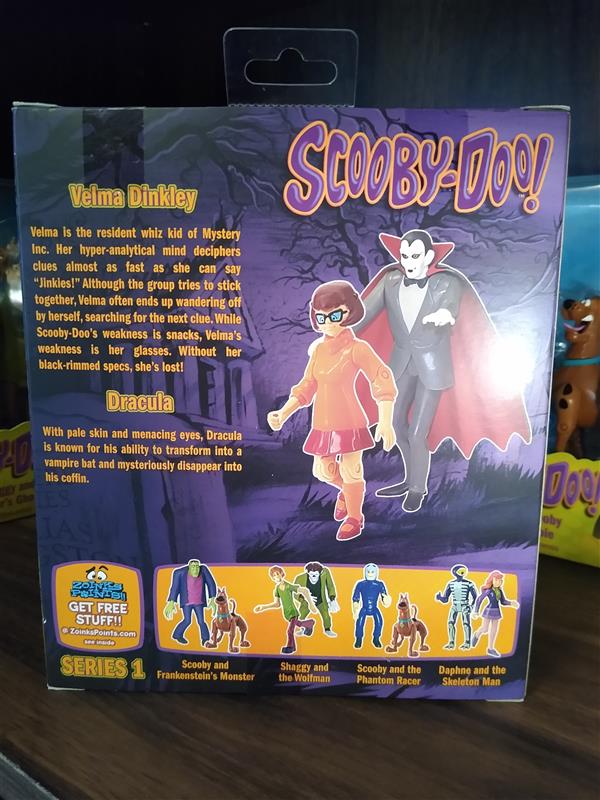 SCOOBY-DOO!
Velma Dinkley
Velma is the resident whiz kid of Mystery
Inc. Her hyper-analytical mind deciphers
clues almost as fast as she can say
"Jinkies!" Although the group tries to stick
together, Velma often ends up wandering off
by herself, searching for the next clue. While
Scooby-Doo's weakness is snacks, Velma's
weakness is her glasses. Without her
black-rimmed specs, she's lost!
Dracula
With pale skin and menacing eyes, Dracula
is known for his ability to transform into a
vampire bat and mysteriously disappear into
his coffin.
ZOINKS
POINTS!!
GET FREE
STUFF!!
@ ZoinksPoints.com
see inside
SERIES 1
Scooby and
Frankenstein's Monster
Shaggy and
the Wolfman
Scooby and the
Phantom Racer
Daphne and the
Skeleton Man